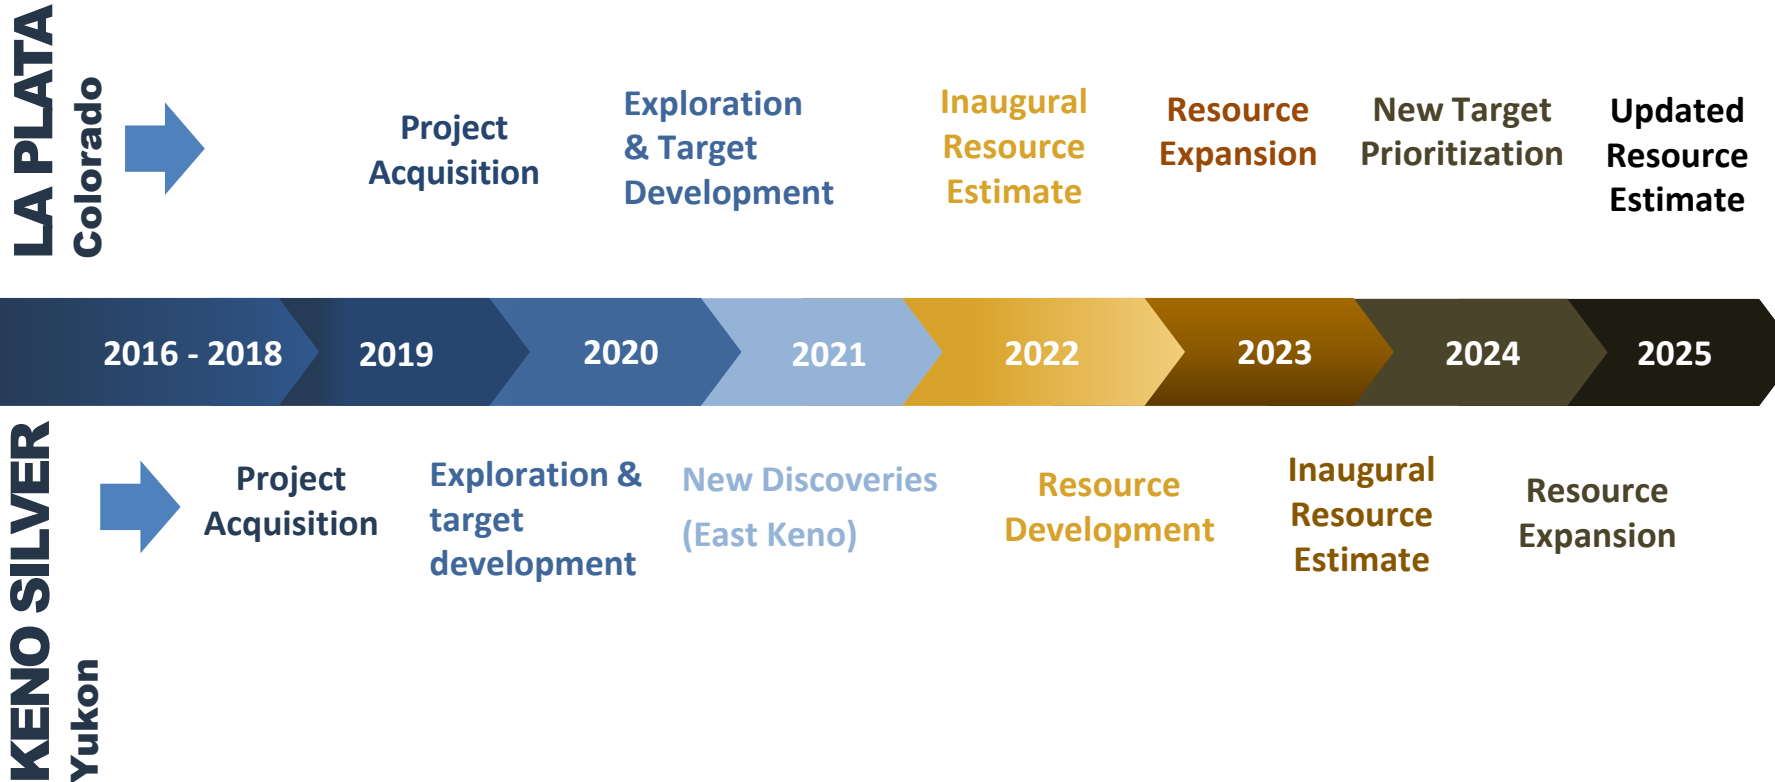 LA PLATA
Colorado
Project
Acquisition
Exploration
& Target
Development
Inaugural
Resource
Estimate
Resource
Expansion
New Target
Prioritization
Updated
Resource
Estimate
2016 - 2018
2019
2020
2021
2022
2023
2024
2025
KENO SILVER
Yukon
Project
Acquisition
Exploration &
target
development
New Discoveries
(East Keno)
Resource
Development
Inaugural
Resource
Estimate
Resource
Expansion